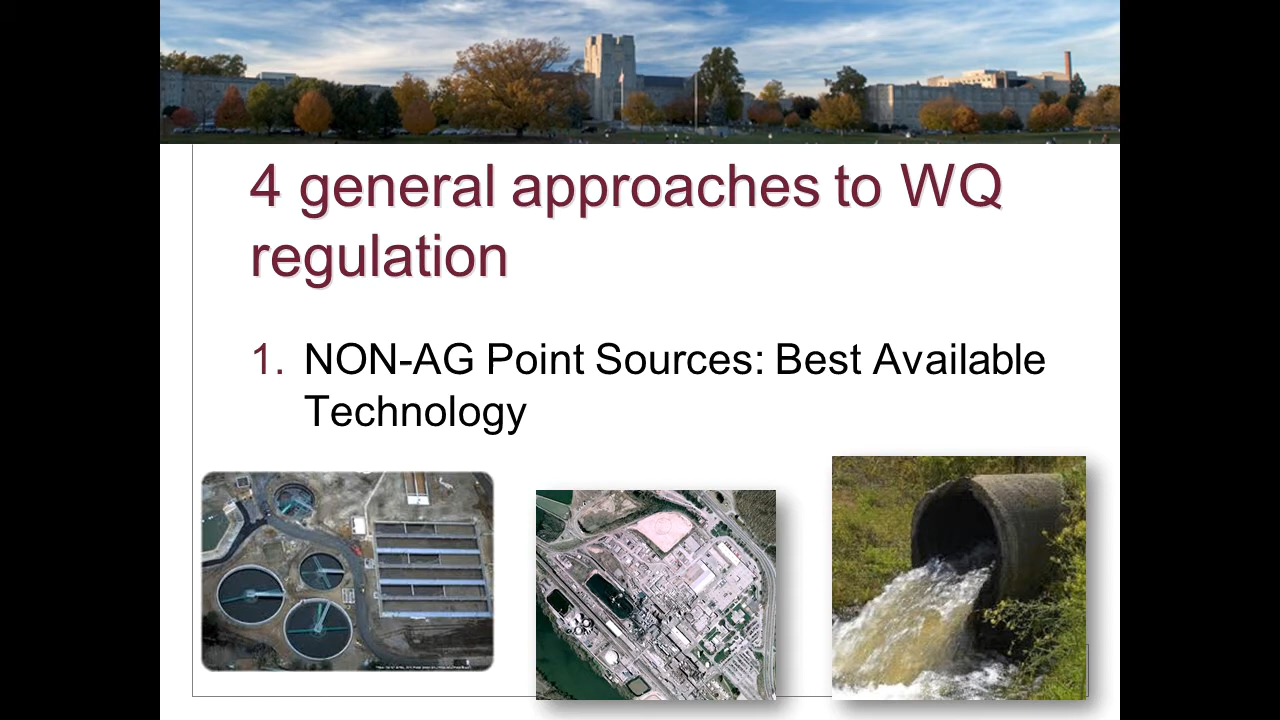 4 general approaches to WQ
regulation
1. NON-AG Point Sources: Best Available
Technology